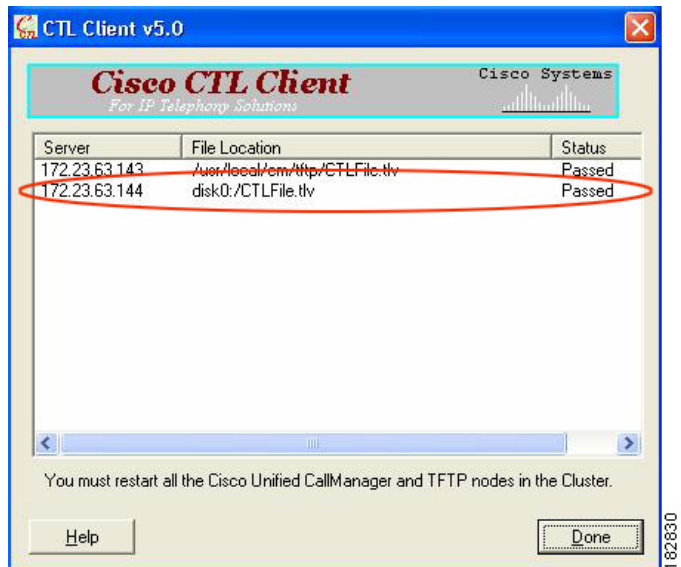 CTL Client v5.0
Cisco CTL Client
For IP Telephony Solutions
Cisco Systems
Server File Location Status
172.23.63.143 /usr/local/cm/tftp/CTLFile.tlv Passed
172.23.63.144 disk0:/CTLFile.tlv Passed
You must restart all the Cisco Unified CallManager and TFTP nodes in the Cluster.
Help Done
182830